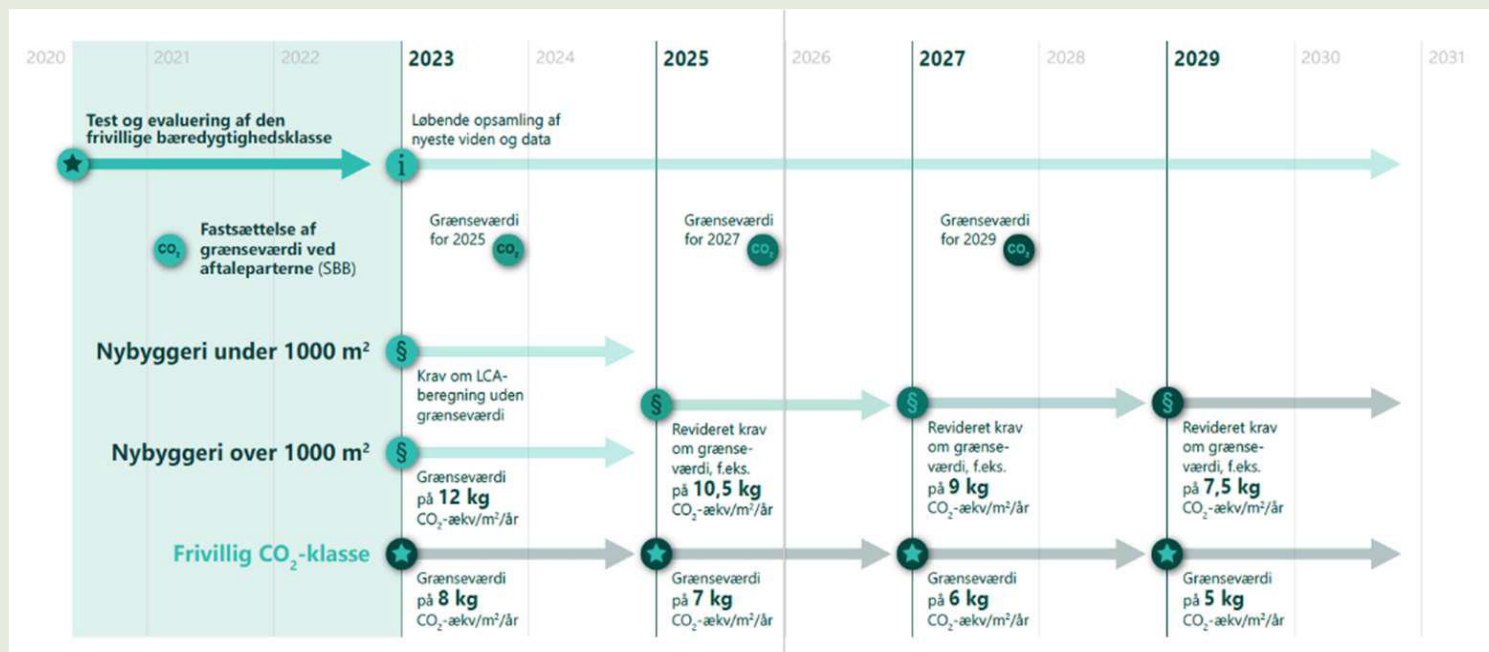 2020
2021
2022
2023
2024
2025
2026
2027
2028
2029
2030
2031
Test og evaluering af den
frivillige bæredygtighedsklasse
Løbende opsamling af
nyeste viden og data
i
CO₂
Fastsættelse af
grænseværdi ved
aftaleparterne (SBB)
Grænseværdi
for 2025
CO₂
Grænseværdi
for 2027
CO₂
Grænseværdi
for 2029
CO₂
Nybyggeri under 1000 m²
§
Krav om LCA-
beregning uden
grænseværdi
Nybyggeri over 1000 m²
§
Grænseværdi
på 12 kg
CO₂-ækv/m²/år
§
Revideret krav
om grænse-
værdi, f.eks.
på 10,5 kg
CO₂-ækv/m²/år
§
Revideret krav
om grænse-
værdi, f.eks.
på 9 kg
CO₂-ækv/m²/år
§
Revideret krav
om grænse-
værdi, f.eks.
på 7,5 kg
CO₂-ækv/m²/år
Frivillig CO₂-klasse
Grænseværdi
på 8 kg
CO₂-ækv/m²/år
Grænseværdi
på 7 kg
CO₂-ækv/m²/år
Grænseværdi
på 6 kg
CO₂-ækv/m²/år
Grænseværdi
på 5 kg
CO₂-ækv/m²/år